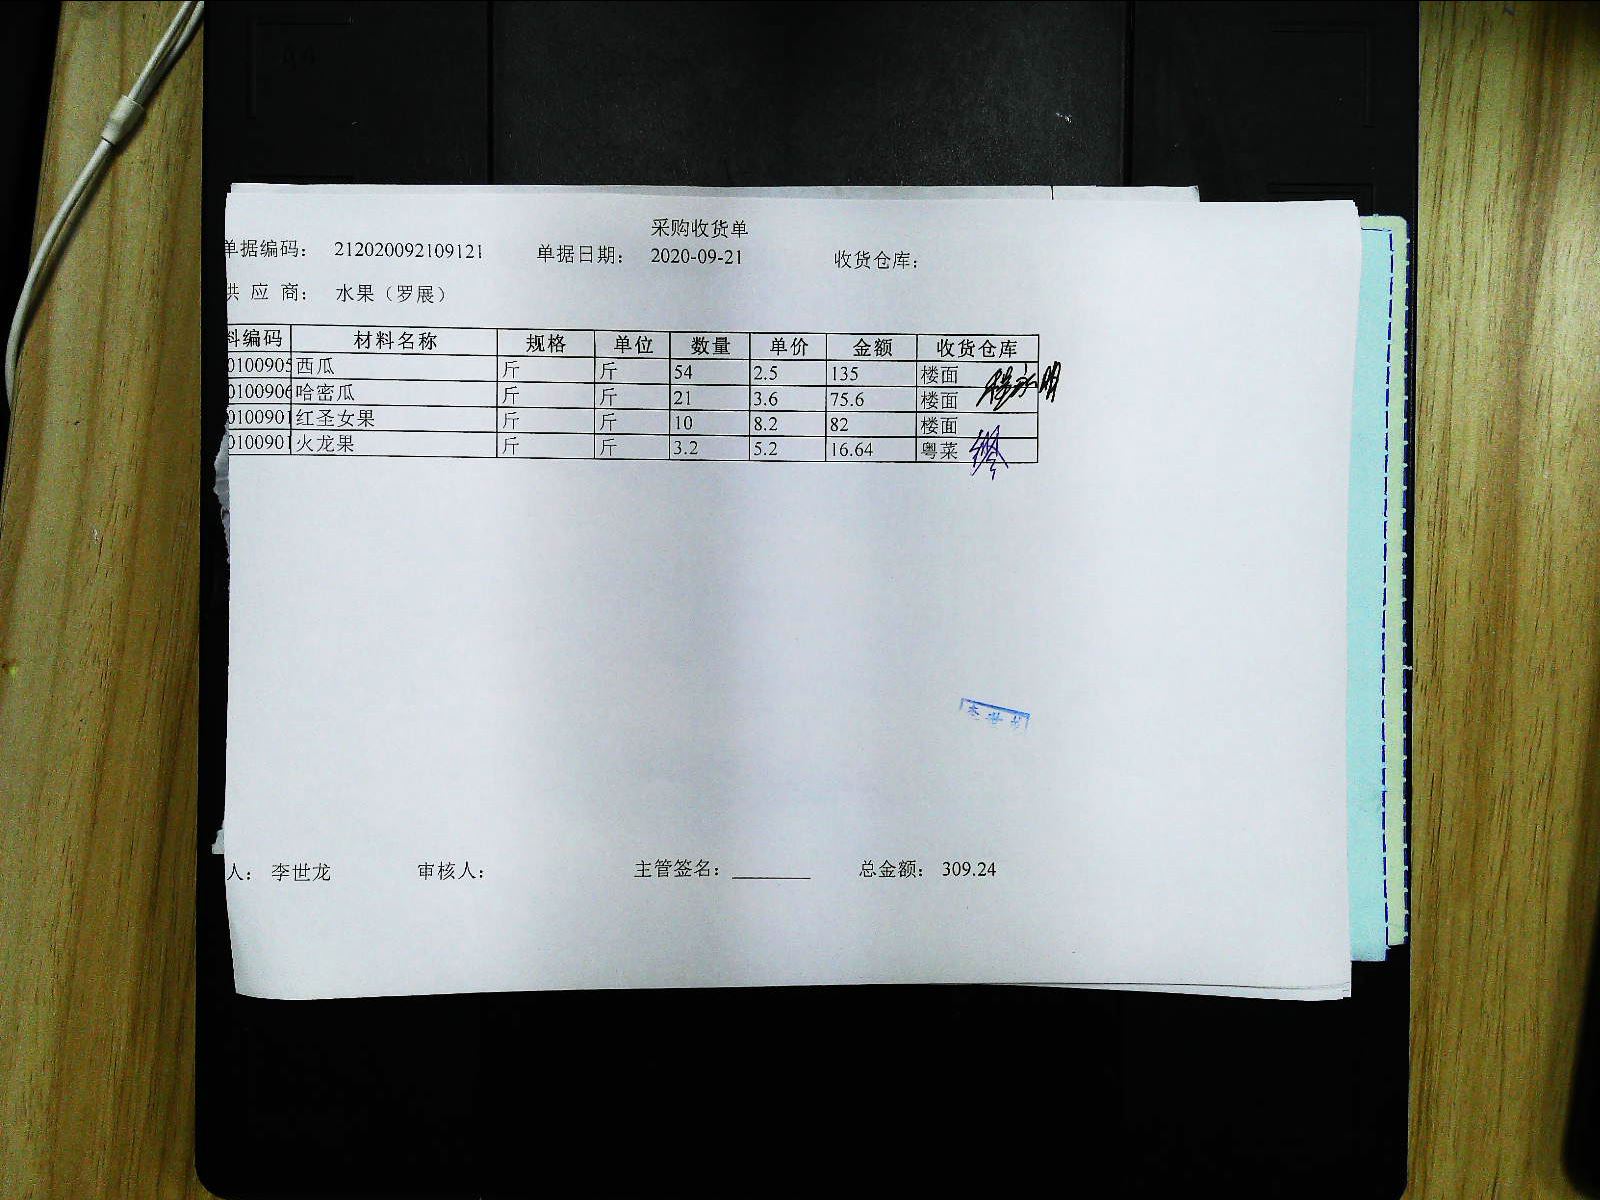 采购收货单
单据编码： 212020092109121 单据日期： 2020-09-21 收货仓库：
供 应 商： 水果（罗展）
料编码 材料名称 规格 单位 数量 单价 金额 收货仓库
0100905 西瓜 斤 斤 54 2.5 135 楼面
0100906 哈密瓜 斤 斤 21 3.6 75.6 楼面
0100901 红圣女果 斤 斤 10 8.2 82 楼面
0100901 火龙果 斤 斤 3.2 5.2 16.64 粤菜
人： 李世龙 审核人： 主管签名： 总金额： 309.24